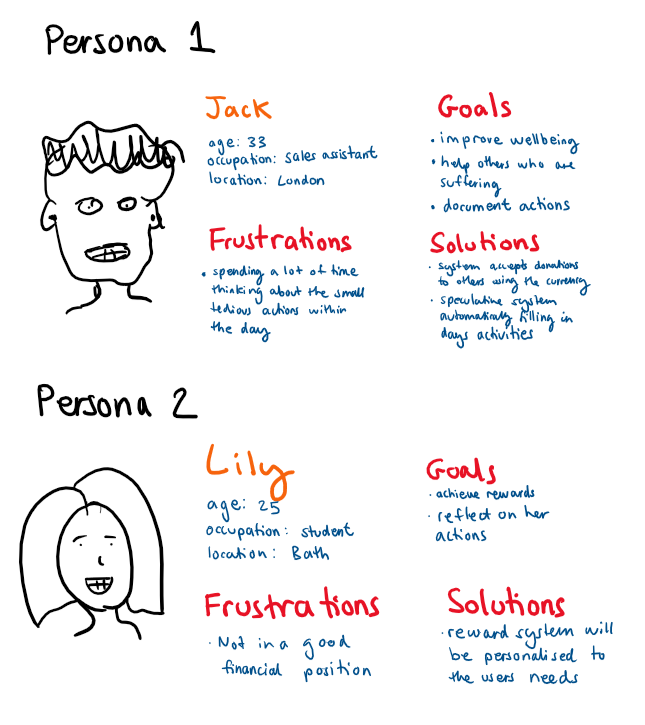 Persona 1
Jack
age: 33
occupation: sales assistant
location: London
Goals
• improve wellbeing
• help others who are
suffering
• document actions
Frustrations
• spending a lot of time
thinking about the small
tedious actions within
the day
Solutions
• system accepts donations
to others using the currency
• speculative system
automatically filling in
days activities
Persona 2
Lily
age: 25
occupation: student
location: Bath
Goals
• achieve rewards
• reflect on her
actions
Frustrations
• Not in a good
financial position
Solutions
• reward system will
be personalised to
the users needs